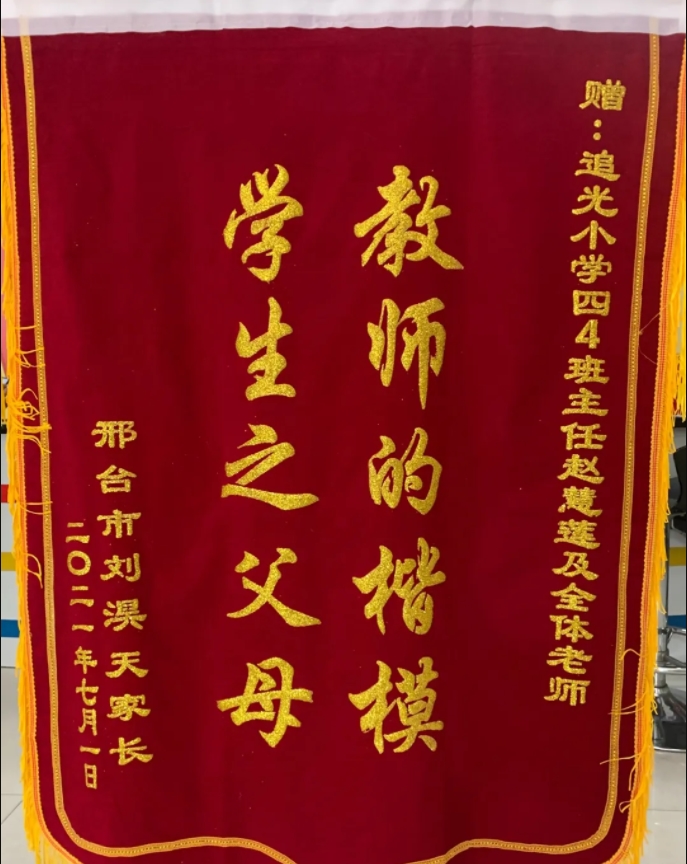 赠：追光小学四4班主任赵慧莲及全体老师
教师的楷模
学生之父母
邢台市刘淏天家长
二〇二一年七月一日